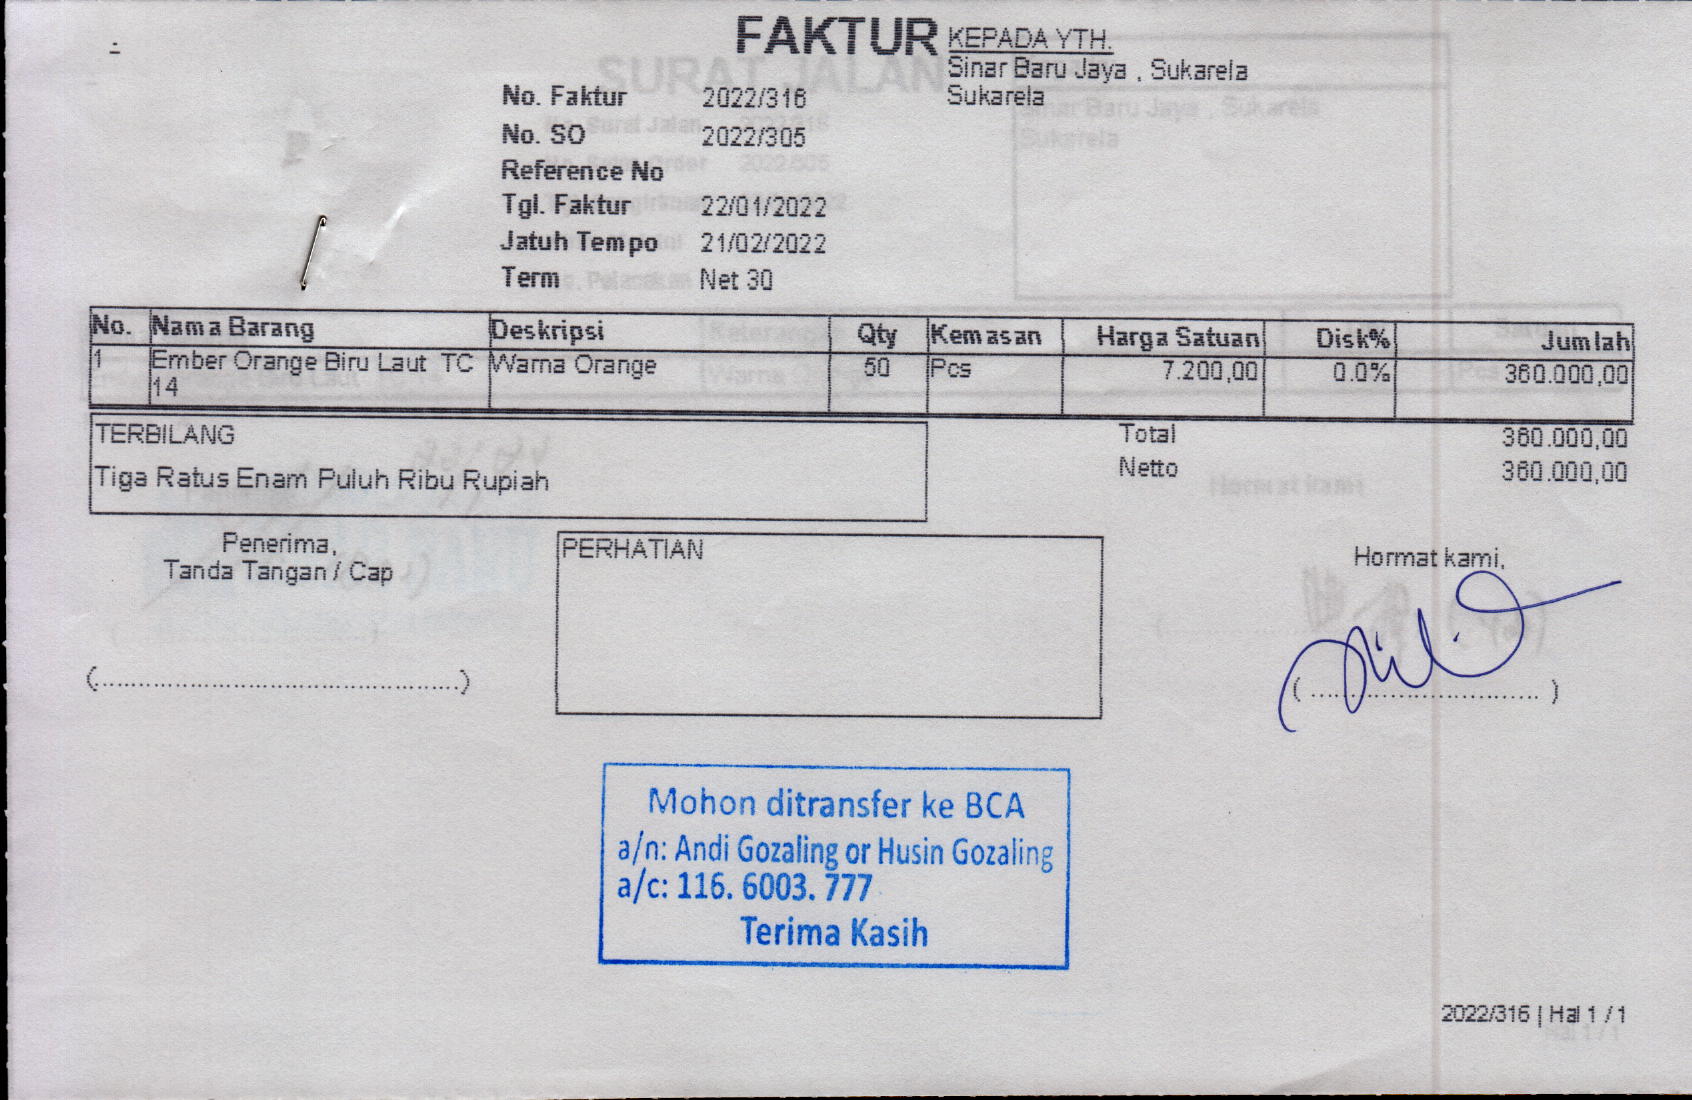 FAKTUR
KEPADA YTH.
Sinar Baru Jaya , Sukarela
Sukarela
No. Faktur 2022/316
No. SO 2022/305
Reference No
Tgl. Faktur 22/01/2022
Jatuh Tempo 21/02/2022
Term Net 30
No. Nama Barang Deskripsi Qty Kemasan Harga Satuan Disk% Jumlah
1 Ember Orange Biru Laut TC Warna Orange 50 Pcs 7.200,00 0.0% 360.000,00
14
TERBILANG
Tiga Ratus Enam Puluh Ribu Rupiah
Total 360.000,00
Netto 360.000,00
Penerima,
Tanda Tangan / Cap
PERHATIAN
Hormat kami,
(.........................................)
( ............................ )
Mohon ditransfer ke BCA
a/n: Andi Gozaling or Husin Gozaling
a/c: 116. 6003. 777
Terima Kasih
2022/316 | Hal 1 / 1